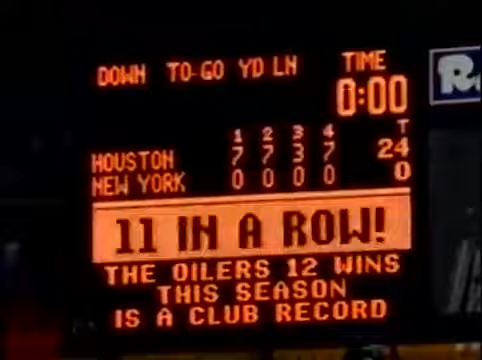 DOWN TO-GO YD LN TIME
0:00
1 2 3 4 T
HOUSTON 7 7 3 7 24
NEW YORK 0 0 0 0 0
11 IN A ROW!
THE OILERS 12 WINS
THIS SEASON
IS A CLUB RECORD
R